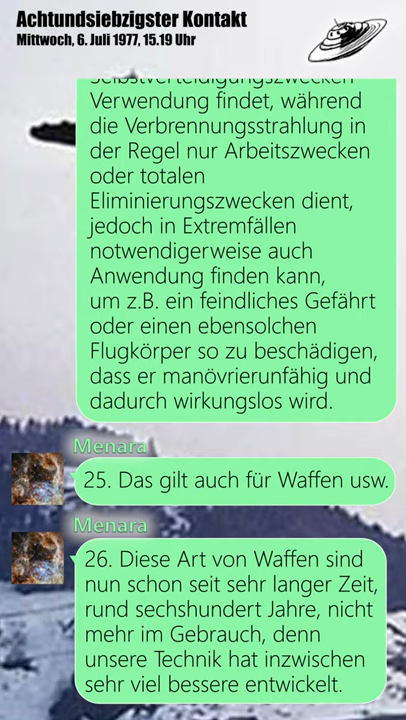 Achtundsiebzigster Kontakt
Mittwoch, 6. Juli 1977, 15.19 Uhr
Selbstverteidigungszwecken
Verwendung findet, während
die Verbrennungsstrahlung in
der Regel nur Arbeitszwecken
oder totalen
Eliminierungszwecken dient,
jedoch in Extremfällen
notwendigerweise auch
Anwendung finden kann,
um z.B. ein feindliches Gefährt
oder einen ebensolchen
Flugkörper so zu beschädigen,
dass er manövrierunfähig und
dadurch wirkungslos wird.
Menara
25. Das gilt auch für Waffen usw.
Menara
26. Diese Art von Waffen sind
nun schon seit sehr langer Zeit,
rund sechshundert Jahre, nicht
mehr im Gebrauch, denn
unsere Technik hat inzwischen
sehr viel bessere entwickelt.